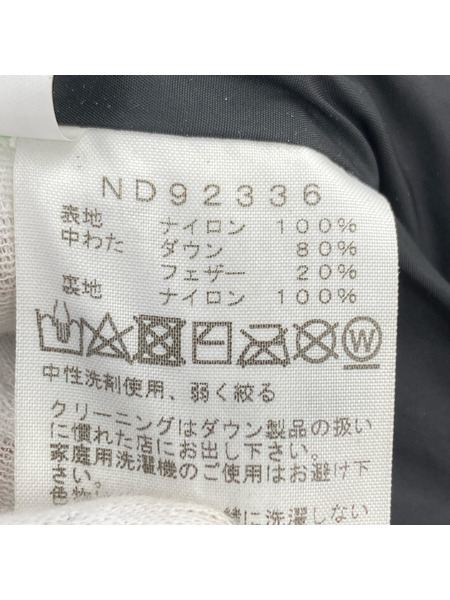 ND92336
表地 ナイロン 100%
中わた ダウン 80%
フェザー 20%
裏地 ナイロン 100%
W
中性洗剤使用、弱く絞る
クリーニングはダウン製品の扱い
に慣れた店にお出し下さい。
家庭用洗濯機のご使用はお避け下
さい。
色物
緒に洗濯しない